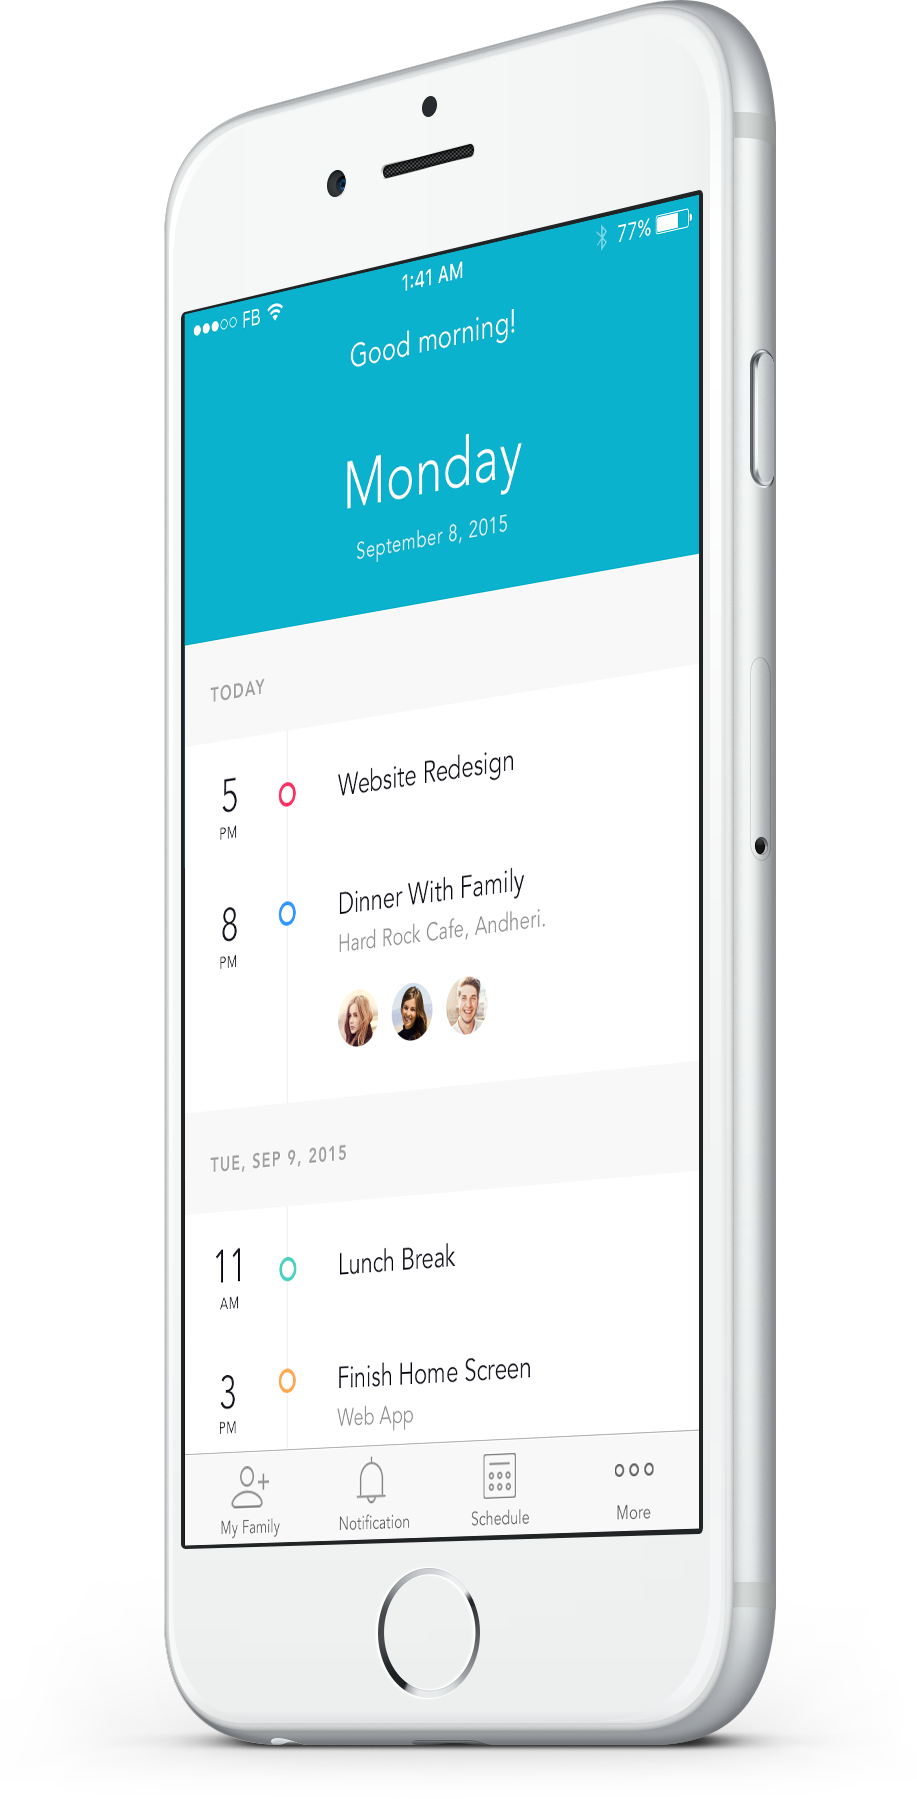 FB
1:41 AM
77%
Good morning!
Monday
September 8, 2015
TODAY
5
PM
Website Redesign
8
PM
Dinner With Family
Hard Rock Cafe, Andheri.
TUE, SEP 9, 2015
11
AM
Lunch Break
3
PM
Finish Home Screen
Web App
My Family
Notification
Schedule
More